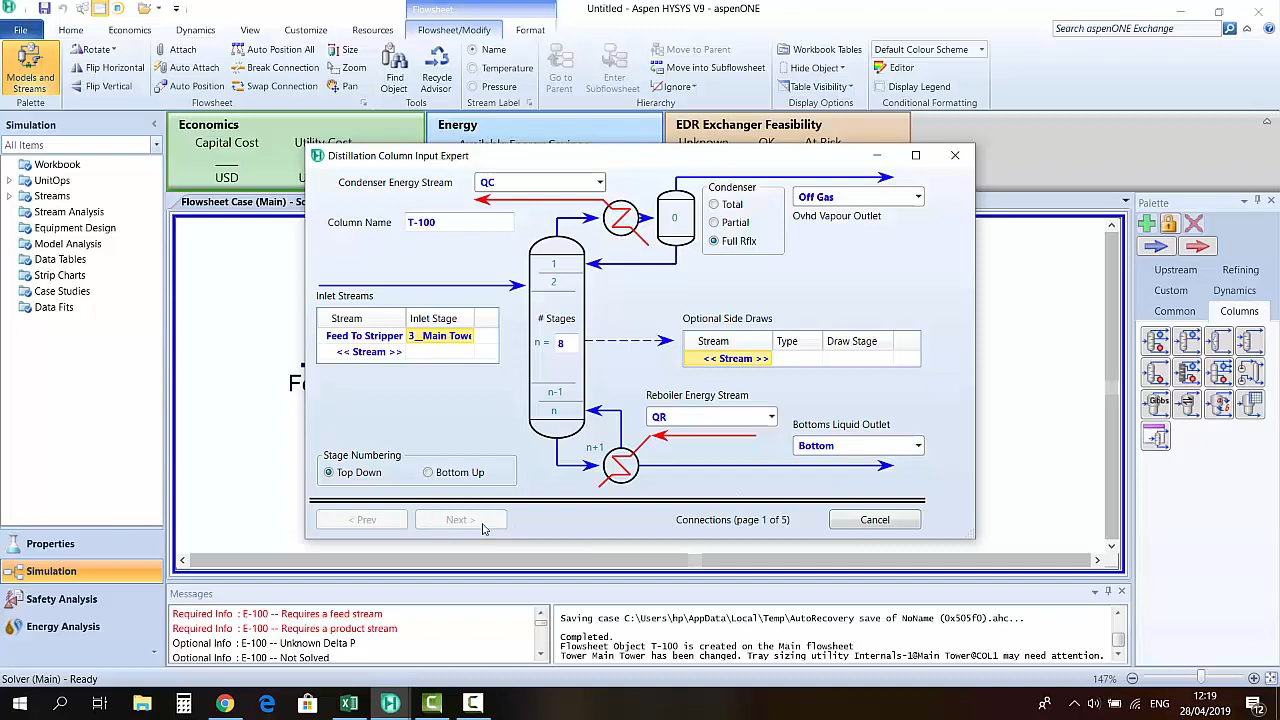 Flowsheet
Untitled - Aspen HYSYS V9 - aspenONE
File
Home
Economics
Dynamics
View
Customize
Resources
Flowsheet/Modify
Format
Search aspenONE Exchange
Models and Streams
Palette
Rotate
Flip Horizontal
Flip Vertical
Attach
Auto Attach
Auto Position
Auto Position All
Break Connection
Swap Connection
Flowsheet
Size
Zoom
Pan
Find Object
Recycle Advisor
Tools
Name
Temperature
Pressure
Stream Label
Go to Parent
Enter Subflowsheet
Move to Parent
Move into Subflowsheet
Ignore
Hierarchy
Workbook Tables
Hide Object
Table Visibility
Display Options
Default Colour Scheme
Editor
Display Legend
Conditional Formatting
Simulation
All Items
Workbook
UnitOps
Streams
Stream Analysis
Equipment Design
Model Analysis
Data Tables
Strip Charts
Case Studies
Data Fits
Properties
Simulation
Safety Analysis
Energy Analysis
Economics
Capital Cost
USD
Energy
EDR Exchanger Feasibility
Unknown OK At Risk
Distillation Column Input Expert
Condenser Energy Stream QC
Column Name T-100
0
Condenser
Total
Partial
Full Rflx
Off Gas
Ovhd Vapour Outlet
1
2
# Stages
n = 8
n-1
n
n+1
Inlet Streams
Stream Inlet Stage
Feed To Stripper 3__Main Towe
<< Stream >>
Optional Side Draws
Stream Type Draw Stage
<< Stream >>
Reboiler Energy Stream
QR
Bottoms Liquid Outlet
Bottom
Stage Numbering
Top Down Bottom Up
< Prev Next > Connections (page 1 of 5) Cancel
Palette
Upstream Refining
Custom Dynamics
Common Columns
Gibbs
Messages
Required Info : E-100 -- Requires a feed stream
Required Info : E-100 -- Requires a product stream
Optional Info : E-100 -- Unknown Delta P
Optional Info : E-100 -- Not Solved
Saving case C:\Users\hp\AppData\Local\Temp\AutoRecovery save of NoName (0x505f0).ahc...
Completed.
Flowsheet Object T-100 is created on the Main flowsheet
Tower Main Tower has been changed. Tray sizing utility Internals-1@Main Tower@COL1 may need attention.
Solver (Main) - Ready
147%
ENG
12:19
28/04/2019